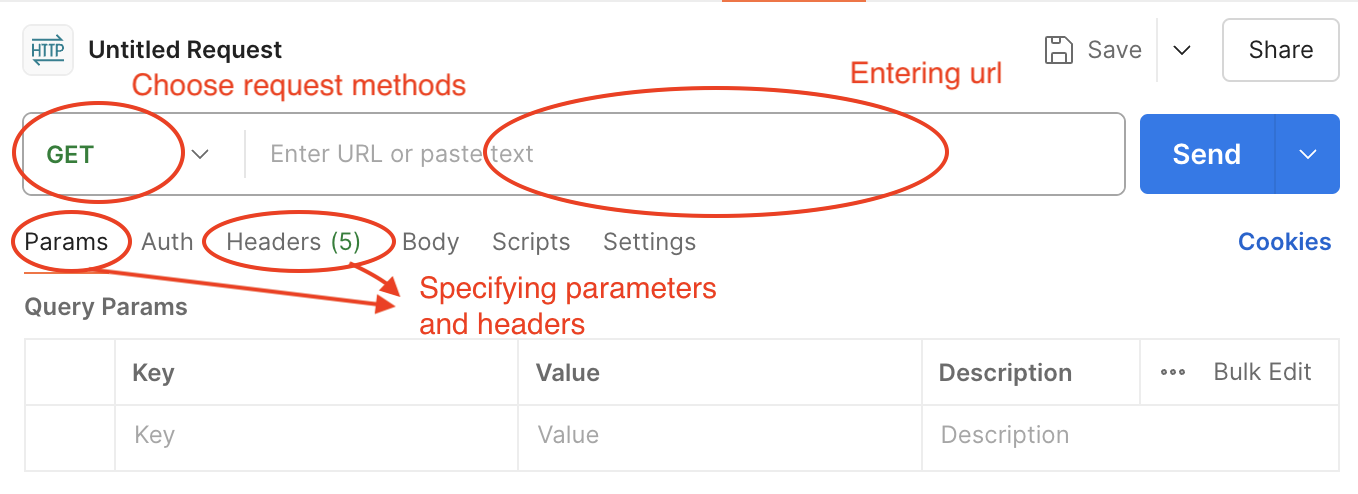 HTTP Untitled Request Save Share
Choose request methods Entering url
GET Enter URL or paste text Send
Params Auth Headers (5) Body Scripts Settings Cookies
Specifying parameters
and headers
Query Params
Key Value Description Bulk Edit
Key Value Description